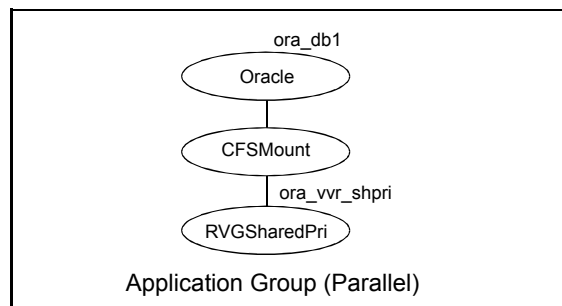 ora_db1
Oracle
CFSMount
ora_vvr_shpri
RVGSharedPri
Application Group (Parallel)